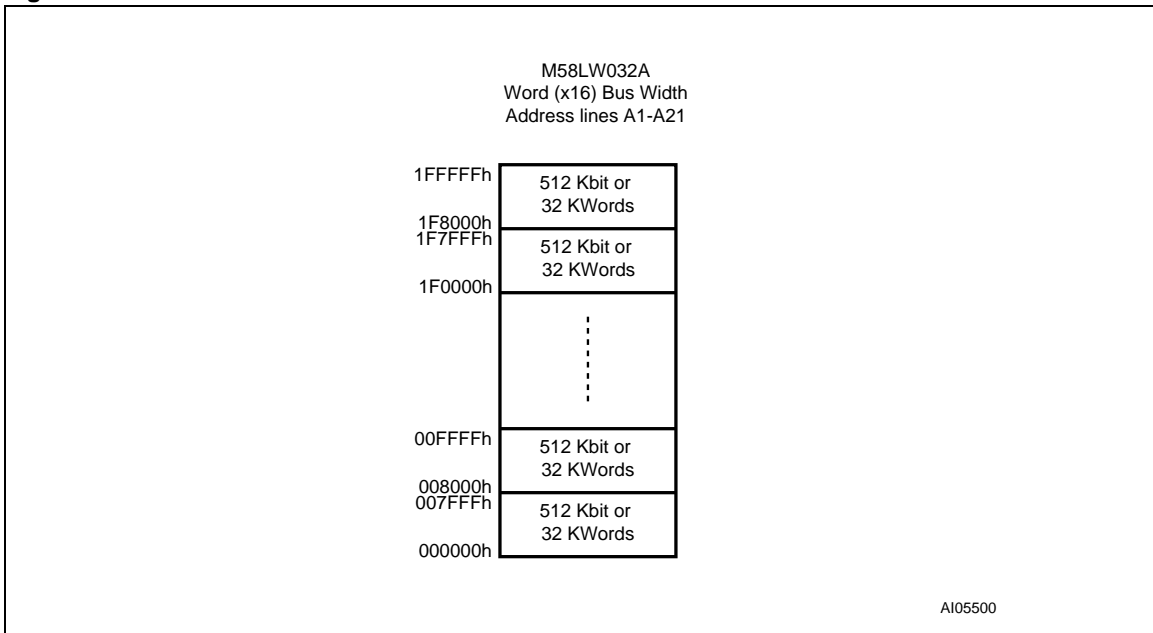 M58LW032A
Word (x16) Bus Width
Address lines A1-A21
1FFFFFh
512 Kbit or
32 KWords
1F8000h
1F7FFFh
512 Kbit or
32 KWords
1F0000h
00FFFFh
512 Kbit or
32 KWords
008000h
007FFFh
512 Kbit or
32 KWords
000000h
AI05500